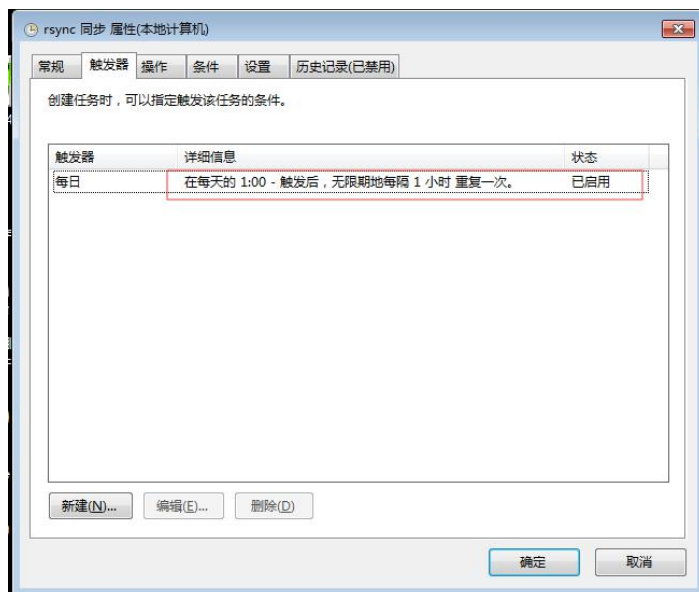 rsync 同步 属性(本地计算机)
常规 触发器 操作 条件 设置 历史记录(已禁用)
创建任务时，可以指定触发该任务的条件。
触发器 详细信息 状态
每日 在每天的 1:00 - 触发后，无限期地每隔 1 小时 重复一次。 已启用
新建(N)... 编辑(E)... 删除(D)
确定 取消